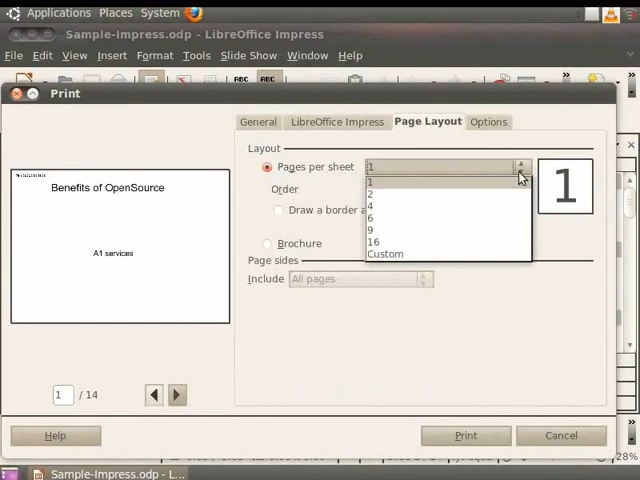 Applications Places System
Sample-Impress.odp - LibreOffice Impress
File Edit View Insert Format Tools Slide Show Window Help
ABC ABC
Print
General LibreOffice Impress Page Layout Options
Layout
Pages per sheet 1
1
2
4
6
9
16
Custom
Order
Draw a border a
Brochure
Page sides
Include All pages
1
Benefits of OpenSource
A1 services
1 / 14
Help Print Cancel
28%
Sample-Impress.odp - L...